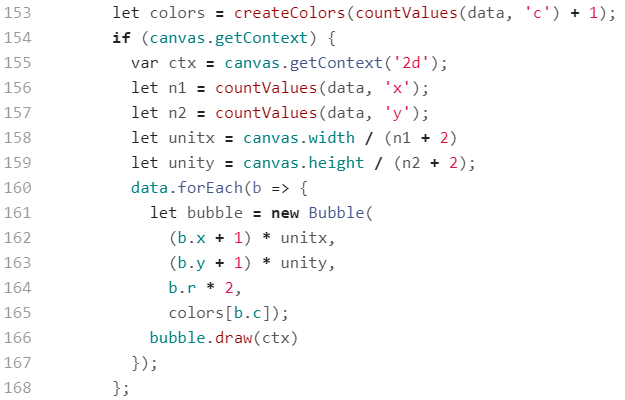 153 let colors = createColors(countValues(data, 'c') + 1);
154 if (canvas.getContext) {
155 var ctx = canvas.getContext('2d');
156 let n1 = countValues(data, 'x');
157 let n2 = countValues(data, 'y');
158 let unitx = canvas.width / (n1 + 2)
159 let unity = canvas.height / (n2 + 2);
160 data.forEach(b => {
161 let bubble = new Bubble(
162 (b.x + 1) * unitx,
163 (b.y + 1) * unity,
164 b.r * 2,
165 colors[b.c]);
166 bubble.draw(ctx)
167 });
168 };